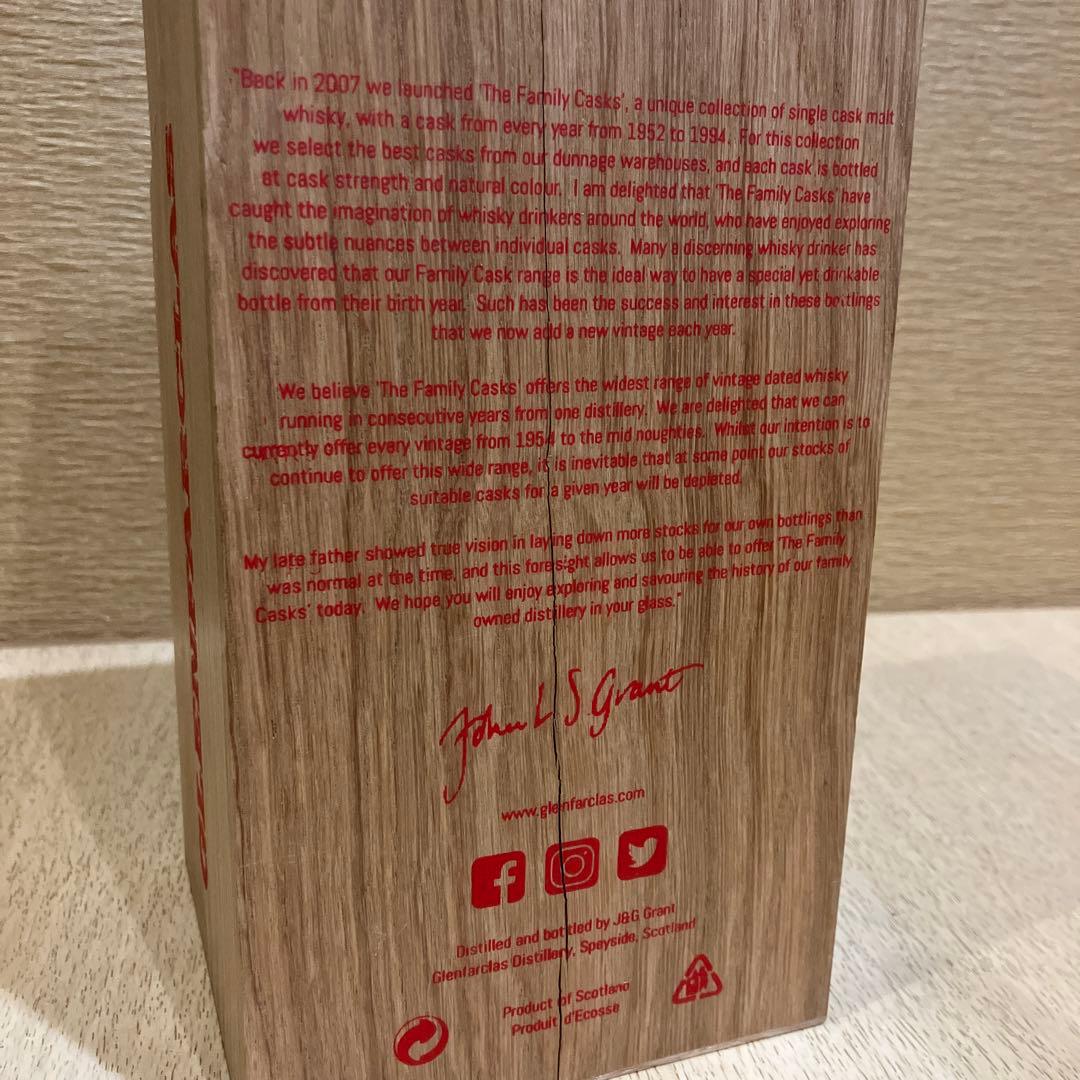 "Back in 2007 we launched 'The Family Casks', a unique collection of single cask malt
whisky, with a cask from every year from 1952 to 1994. For this collection
we select the best casks from our dunnage warehouses, and each cask is bottled
at cask strength and natural colour. I am delighted that 'The Family Casks' have
caught the imagination of whisky drinkers around the world, who have enjoyed exploring
the subtle nuances between individual casks. Many a discerning whisky drinker has
discovered that our Family Cask range is the ideal way to have a special yet drinkable
bottle from their birth year. Such has been the success and interest in these bottlings
that we now add a new vintage each year.
We believe 'The Family Casks' offers the widest range of vintage dated whisky
running in consecutive years from one distillery. We are delighted that we can
currently offer every vintage from 1954 to the mid noughties. Whilst our intention is to
continue to offer this wide range, it is inevitable that at some point our stocks of
suitable casks for a given year will be depleted.
My late father showed true vision in laying down more stocks for our own bottlings than
was normal at the time, and this foresight allows us to be able to offer 'The Family
Casks' today. We hope you will enjoy exploring and savouring the history of our family
owned distillery in your glass."
John L S Grant
www.glenfarclas.com
Distilled and bottled by J&G Grant
Glenfarclas Distillery, Speyside, Scotland
Product of Scotland
Produit d'Ecosse
GLENFARCLAS